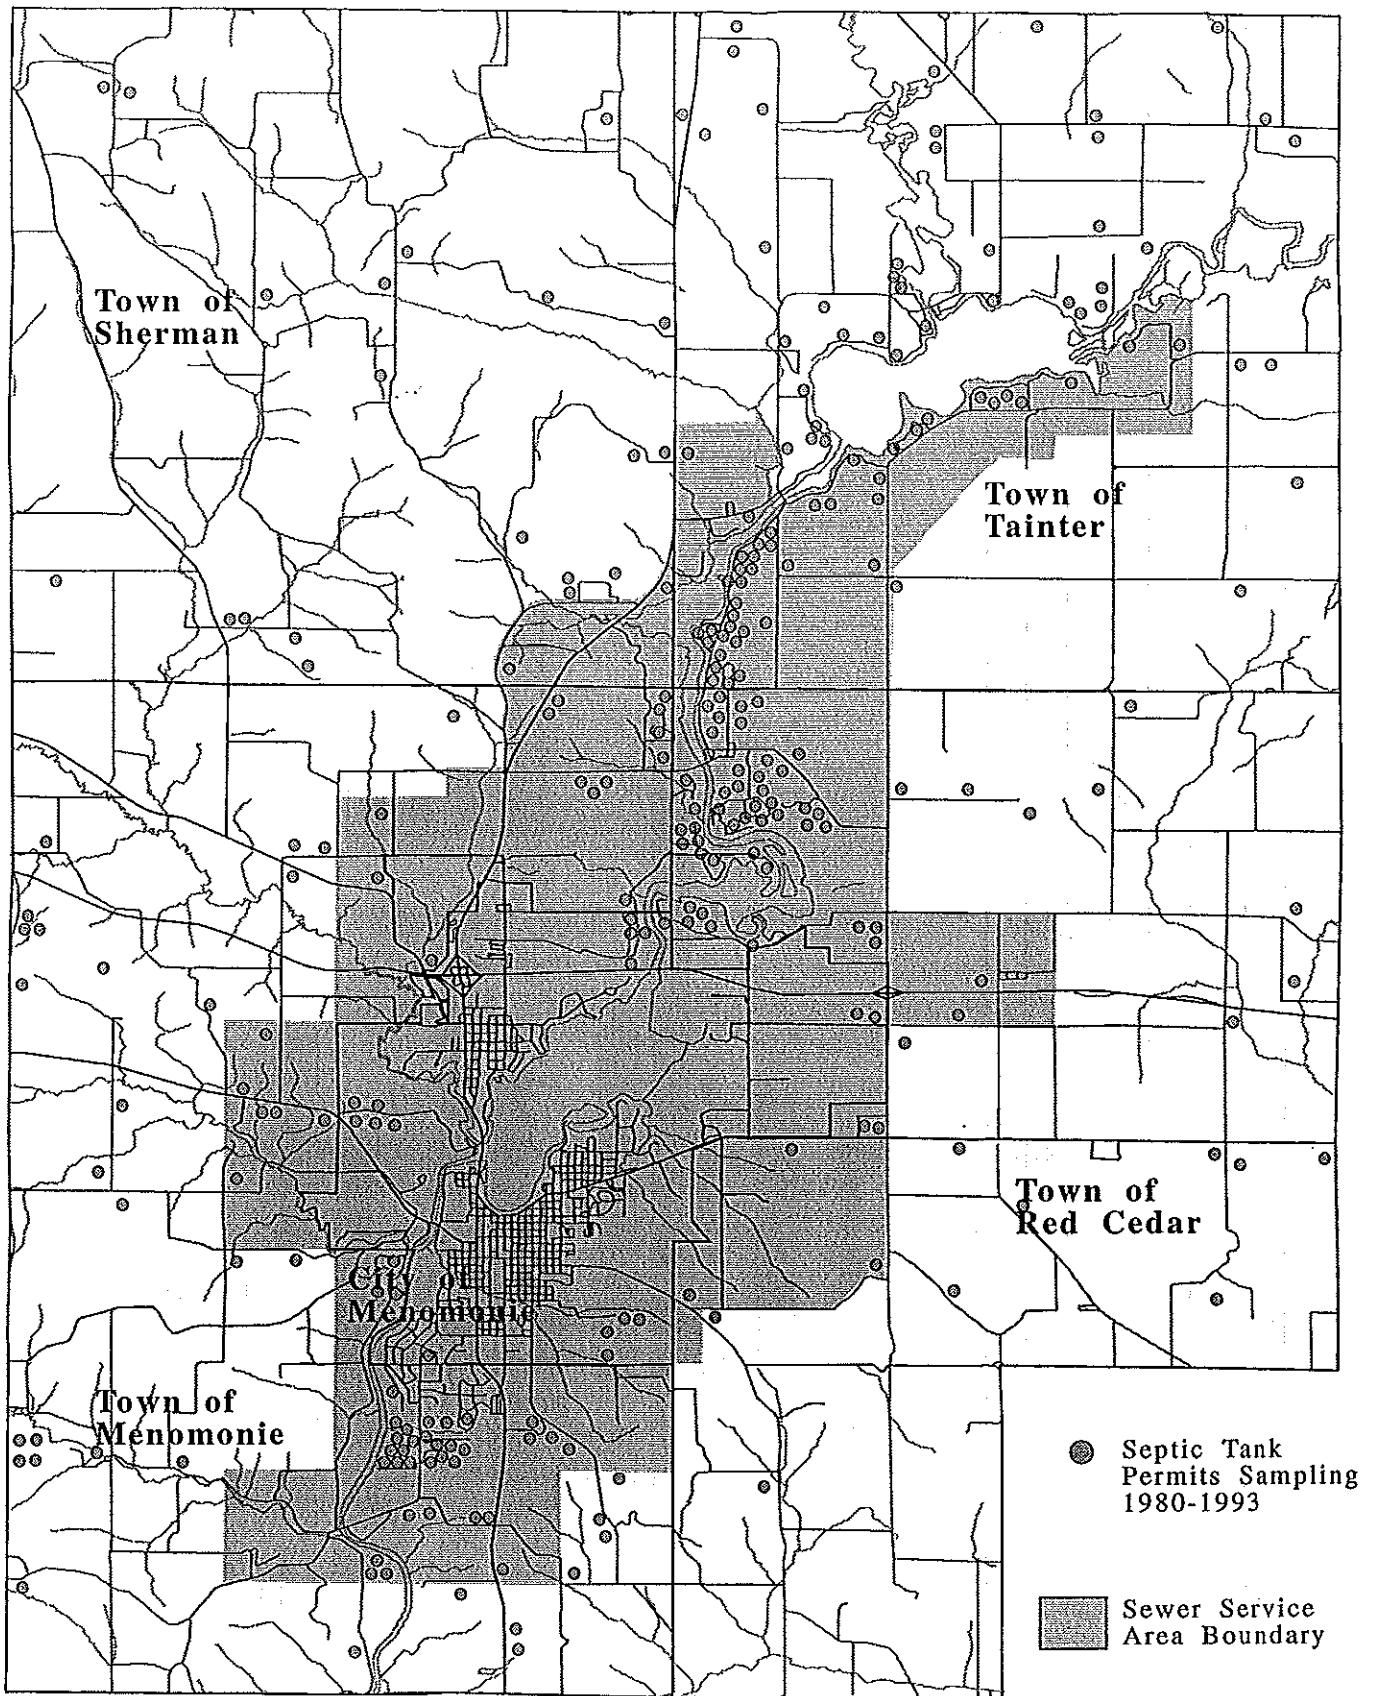 Town of
Sherman
Town of
Tainter
Town of
Red Cedar
City of
Menomonie
Town of
Menomonie
Septic Tank
Permits Sampling
1980-1993
Sewer Service
Area Boundary